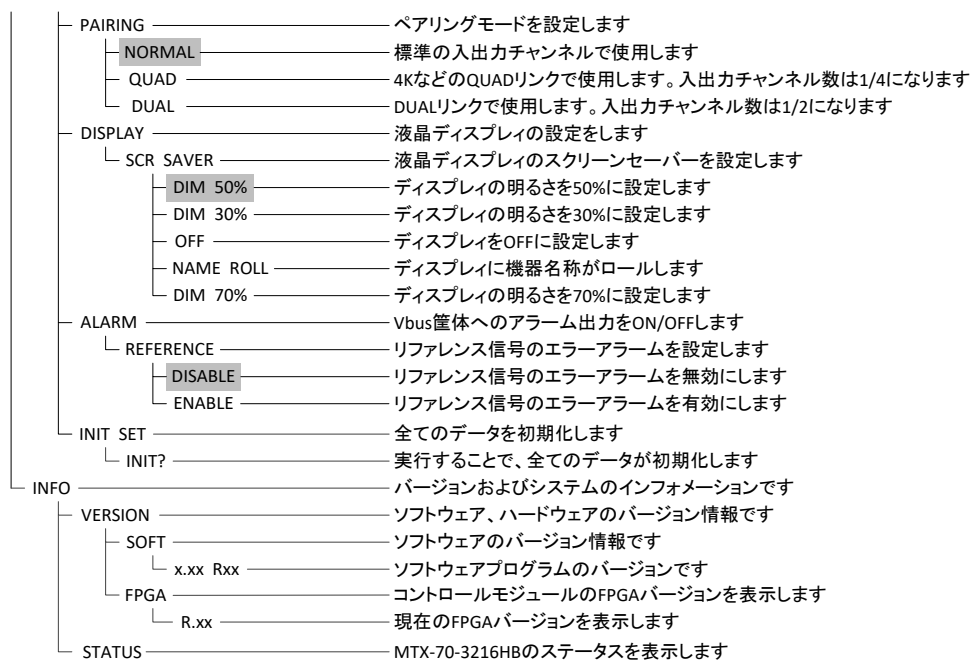 PAIRING ペアリングモードを設定します
NORMAL 標準の入出力チャンネルで使用します
QUAD 4KなどのQUADリンクで使用します。入出力チャンネル数は1/4になります
DUAL DUALリンクで使用します。入出力チャンネル数は1/2になります
DISPLAY 液晶ディスプレィの設定をします
SCR SAVER 液晶ディスプレィのスクリーンセーバーを設定します
DIM 50% ディスプレィの明るさを50%に設定します
DIM 30% ディスプレィの明るさを30%に設定します
OFF ディスプレィをOFFに設定します
NAME ROLL ディスプレィに機器名称がロールします
DIM 70% ディスプレィの明るさを70%に設定します
ALARM Vbus筐体へのアラーム出力をON/OFFします
REFERENCE リファレンス信号のエラーアラームを設定します
DISABLE リファレンス信号のエラーアラームを無効にします
ENABLE リファレンス信号のエラーアラームを有効にします
INIT SET 全てのデータを初期化します
INIT? 実行することで、全てのデータが初期化します
INFO バージョンおよびシステムのインフォメーションです
VERSION ソフトウェア、ハードウェアのバージョン情報です
SOFT ソフトウェアのバージョン情報です
x.xx Rxx ソフトウェアプログラムのバージョンです
FPGA コントロールモジュールのFPGAバージョンを表示します
R.xx 現在のFPGAバージョンを表示します
STATUS MTX-70-3216HBのステータスを表示します